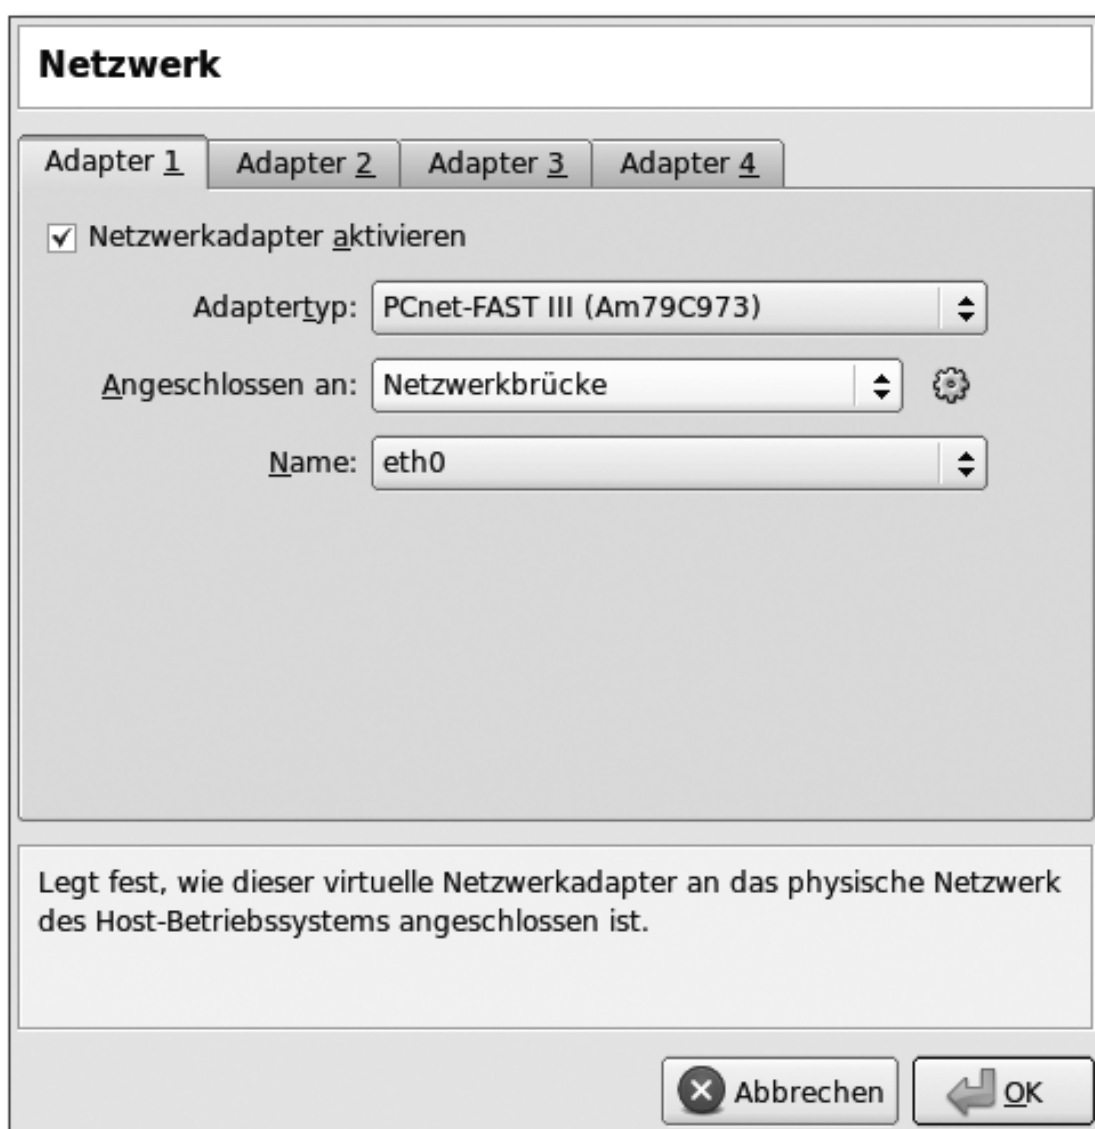 Netzwerk
Adapter 1 Adapter 2 Adapter 3 Adapter 4
Netzwerkadapter aktivieren
Adaptertyp: PCnet-FAST III (Am79C973)
Angeschlossen an: Netzwerkbrücke
Name: eth0
Legt fest, wie dieser virtuelle Netzwerkadapter an das physische Netzwerk
des Host-Betriebssystems angeschlossen ist.
Abbrechen OK